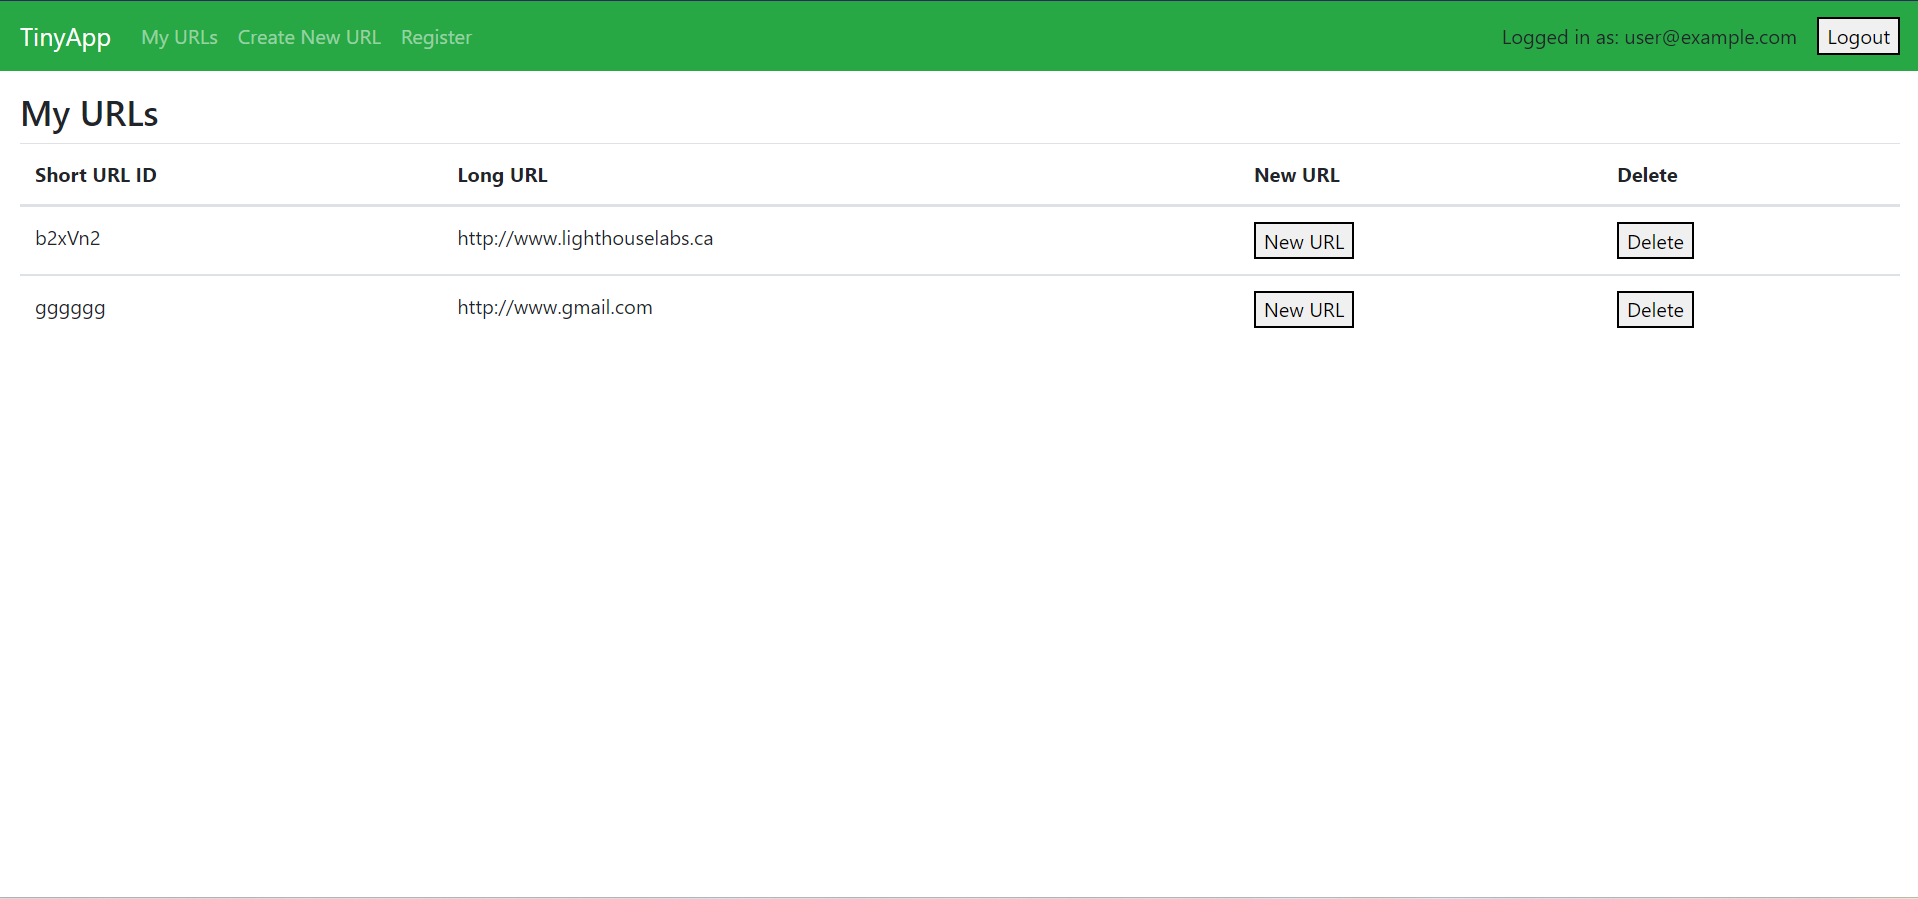 TinyApp My URLs Create New URL Register Logged in as: user@example.com Logout
My URLs
Short URL ID Long URL New URL Delete
b2xVn2 http://www.lighthouselabs.ca New URL Delete
gggggg http://www.gmail.com New URL Delete